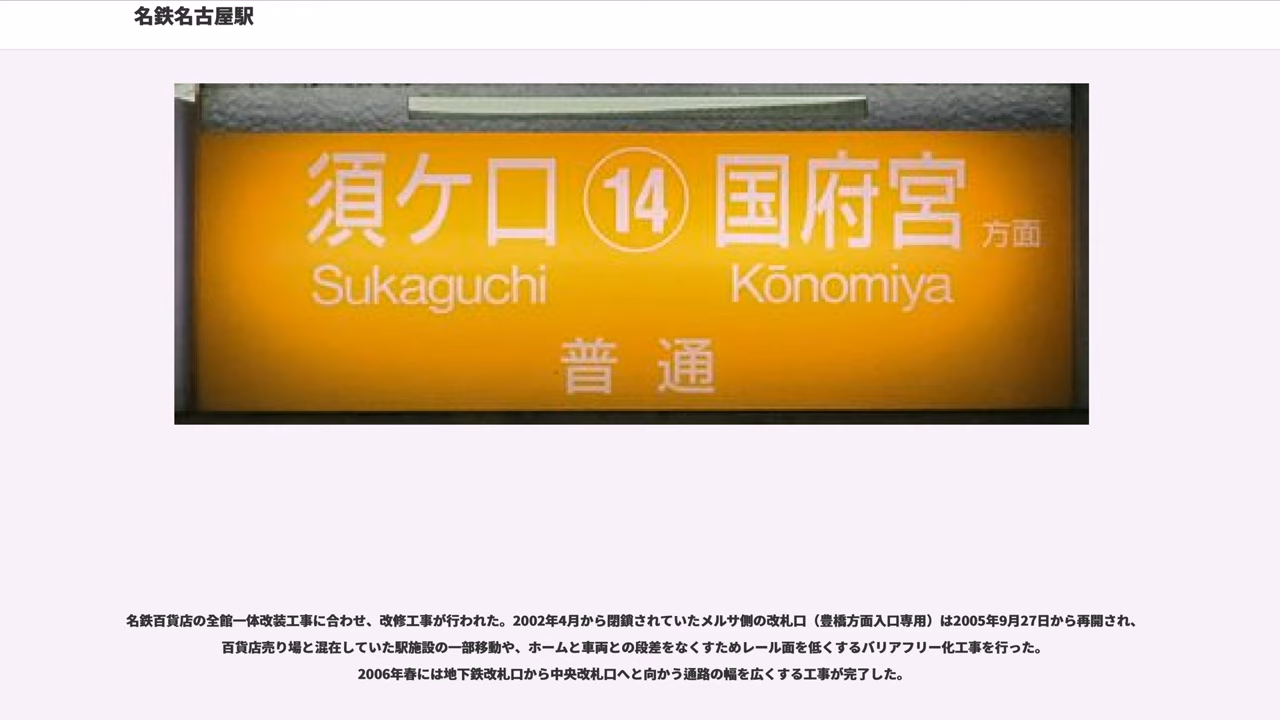 名鉄名古屋駅
須ケ口 14 国府宮 方面
Sukaguchi Kōnomiya
普通
名鉄百貨店の全館一体改装工事に合わせ、改修工事が行われた。2002年4月から閉鎖されていたメルサ側の改札口（豊橋方面入口専用）は2005年9月27日から再開され、
百貨店売り場と混在していた駅施設の一部移動や、ホームと車両との段差をなくすためレール面を低くするバリアフリー化工事を行った。
2006年春には地下鉄改札口から中央改札口へと向かう通路の幅を広くする工事が完了した。